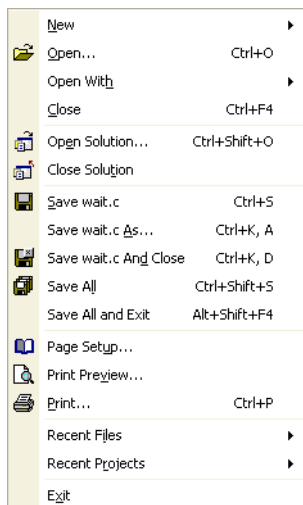 New
Open... Ctrl+O
Open With
Close Ctrl+F4
Open Solution... Ctrl+Shift+O
Close Solution
Save wait.c Ctrl+S
Save wait.c As... Ctrl+K, A
Save wait.c And Close Ctrl+K, D
Save All Ctrl+Shift+S
Save All and Exit Alt+Shift+F4
Page Setup...
Print Preview...
Print... Ctrl+P
Recent Files
Recent Projects
Exit